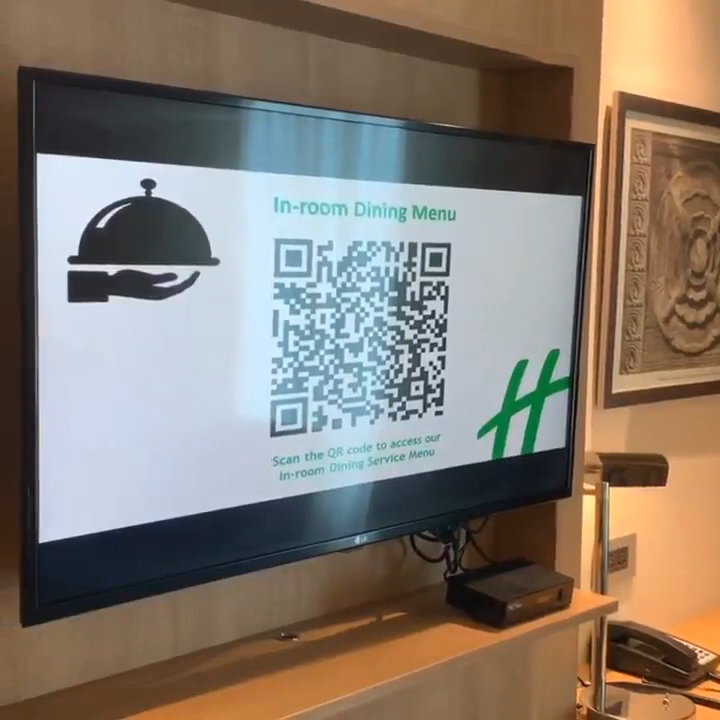 In-room Dining Menu
Scan the QR code to access our
In-room Dining Service Menu
LG